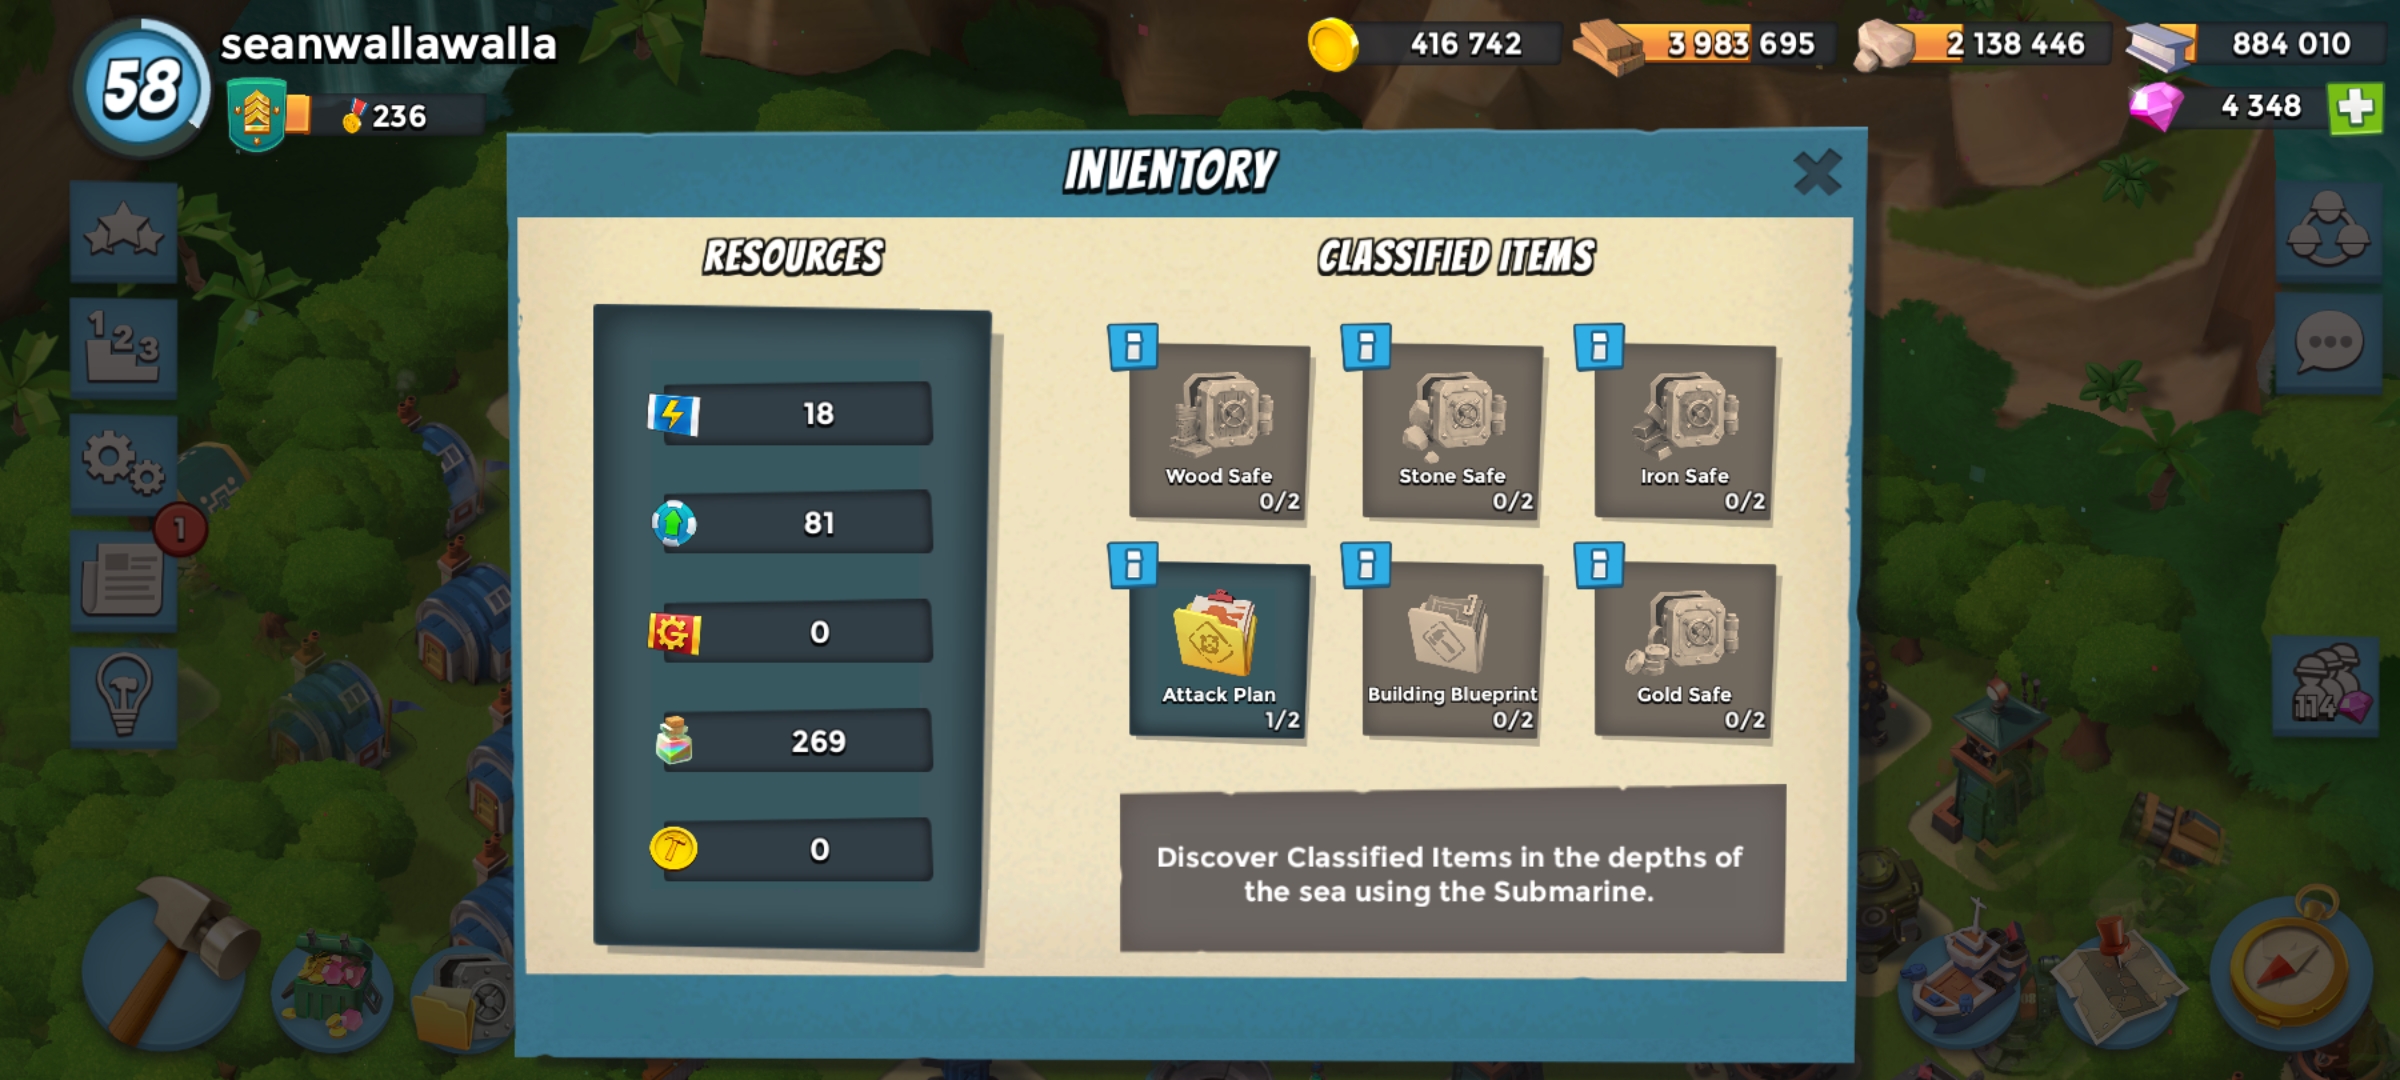 58
seanwallawalla
236
416 742
3 983 695
2 138 446
884 010
4 348
INVENTORY
RESOURCES
18
81
G
0
269
0
CLASSIFIED ITEMS
Wood Safe
0/2
Stone Safe
0/2
Iron Safe
0/2
Attack Plan
1/2
Building Blueprint
0/2
Gold Safe
0/2
Discover Classified Items in the depths of
the sea using the Submarine.
1 2 3
1
114